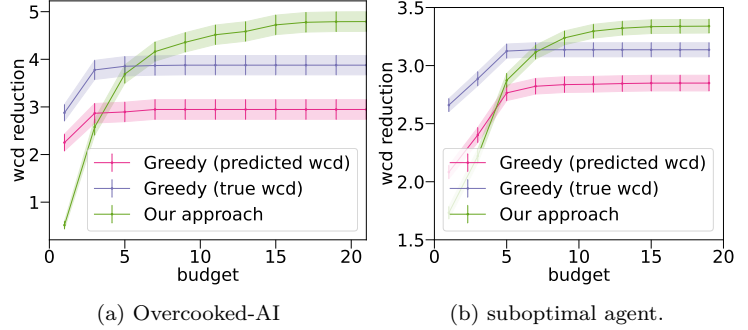 5
4
3
2
1
wcd reduction
Greedy (predicted wcd)
Greedy (true wcd)
Our approach
0 5 10 15 20
budget
(a) Overcooked-AI
3.5
3.0
2.5
2.0
1.5
wcd reduction
Greedy (predicted wcd)
Greedy (true wcd)
Our approach
0 5 10 15 20
budget
(b) suboptimal agent.